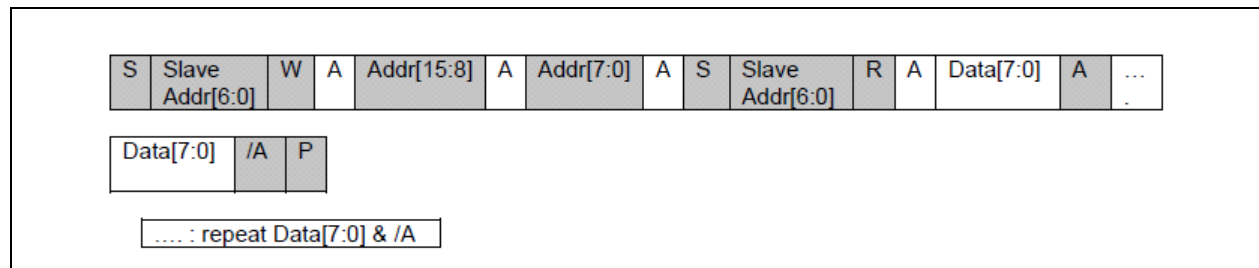 S Slave W A Addr[15:8] A Addr[7:0] A S Slave R A Data[7:0] A …
Addr[6:0] Addr[6:0] .
Data[7:0] /A P
…. : repeat Data[7:0] & /A